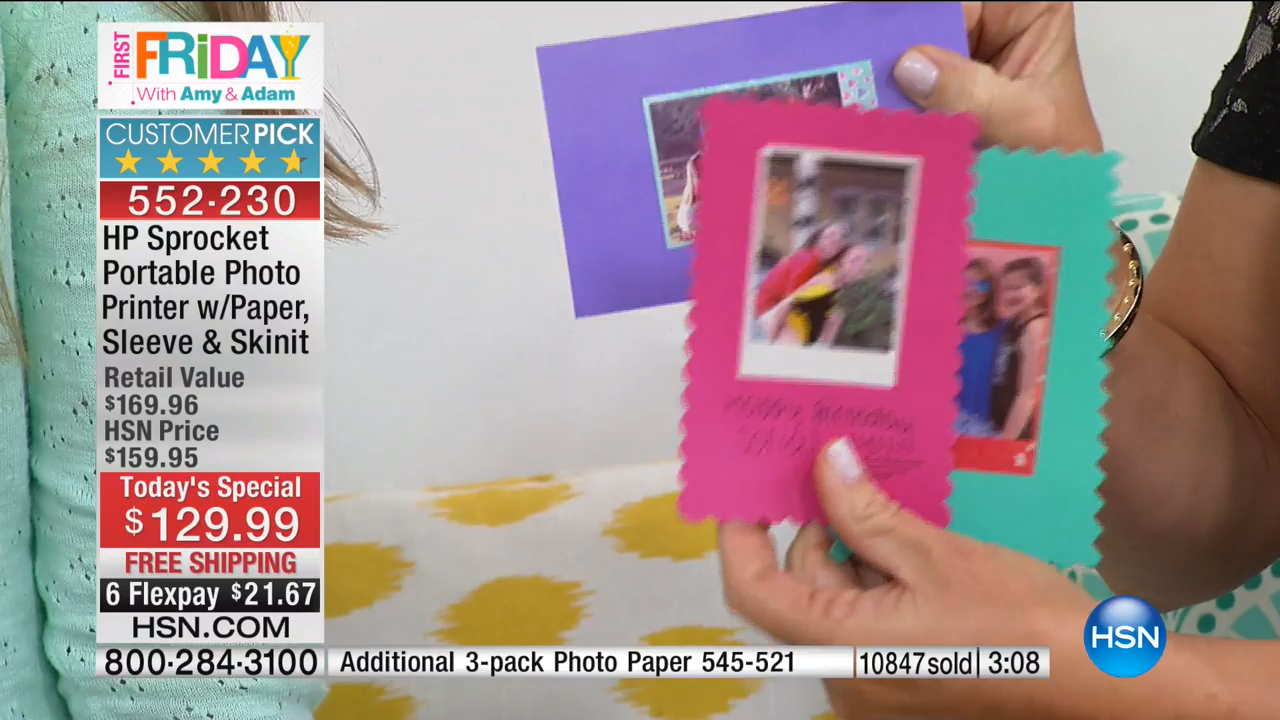 FIRST
FRiDAY
With Amy & Adam
CUSTOMER PICK
552-230
HP Sprocket
Portable Photo
Printer w/Paper,
Sleeve & Skinit
Retail Value
$169.96
HSN Price
$159.95
Today's Special
$129.99
FREE SHIPPING
6 Flexpay $21.67
HSN.COM
800-284-3100
Additional 3-pack Photo Paper 545-521
10847sold
3:08
HSN